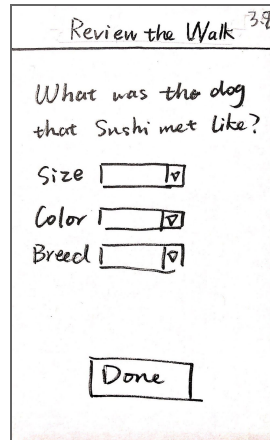 Review the Walk
What was the dog
that Sushi met like?
Size
Color
Breed
Done